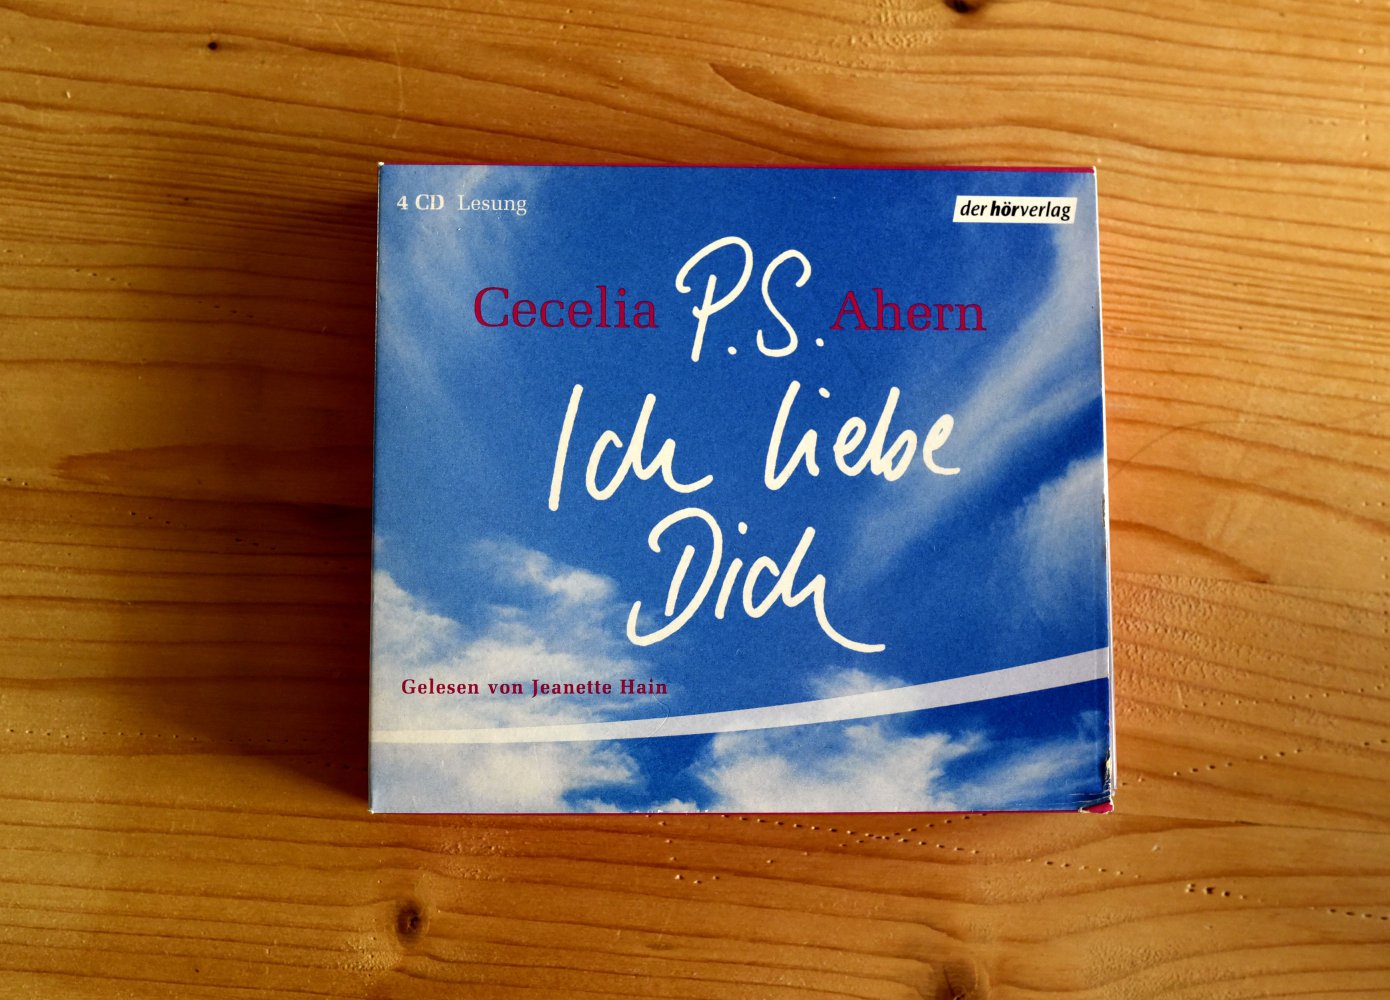 4 CD Lesung
der hörverlag
Cecelia P.S. Ahern
Ich liebe
Dich
Gelesen von Jeanette Hain